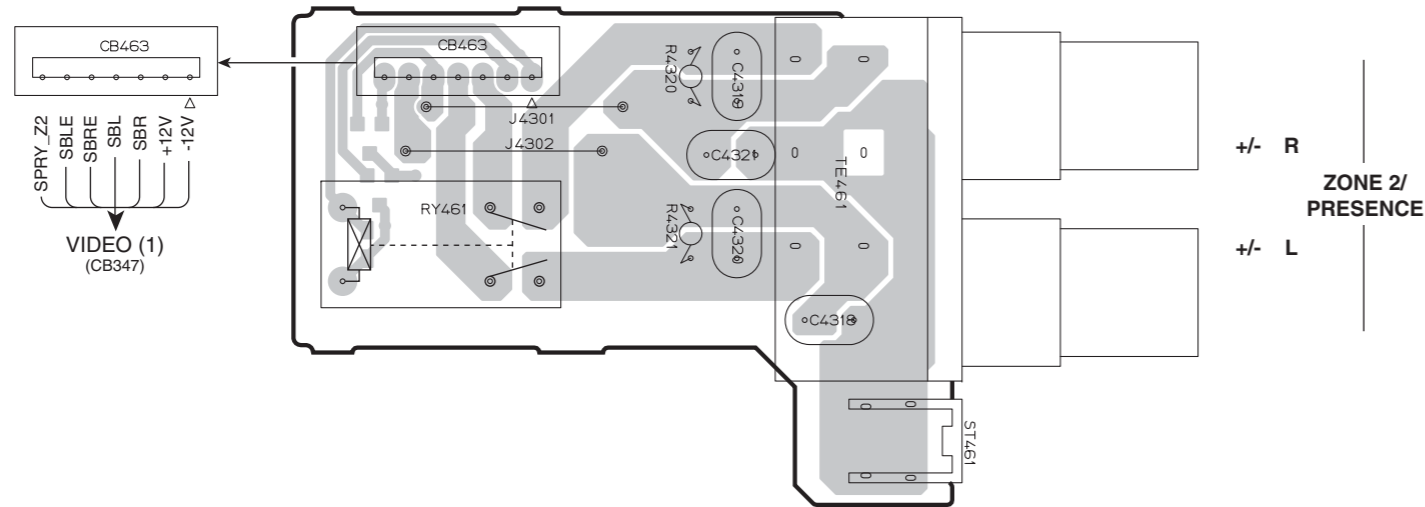 CB463
SPRY_Z2
SBLE
SBRE
SBL
SBR
+12V
-12V
VIDEO (1)
(CB347)
CB463
J4301
J4302
RY461
R4320
C4319
C4321
TE461
R4321
C4320
C4318
ST461
+/- R
+/- L
ZONE 2/
PRESENCE